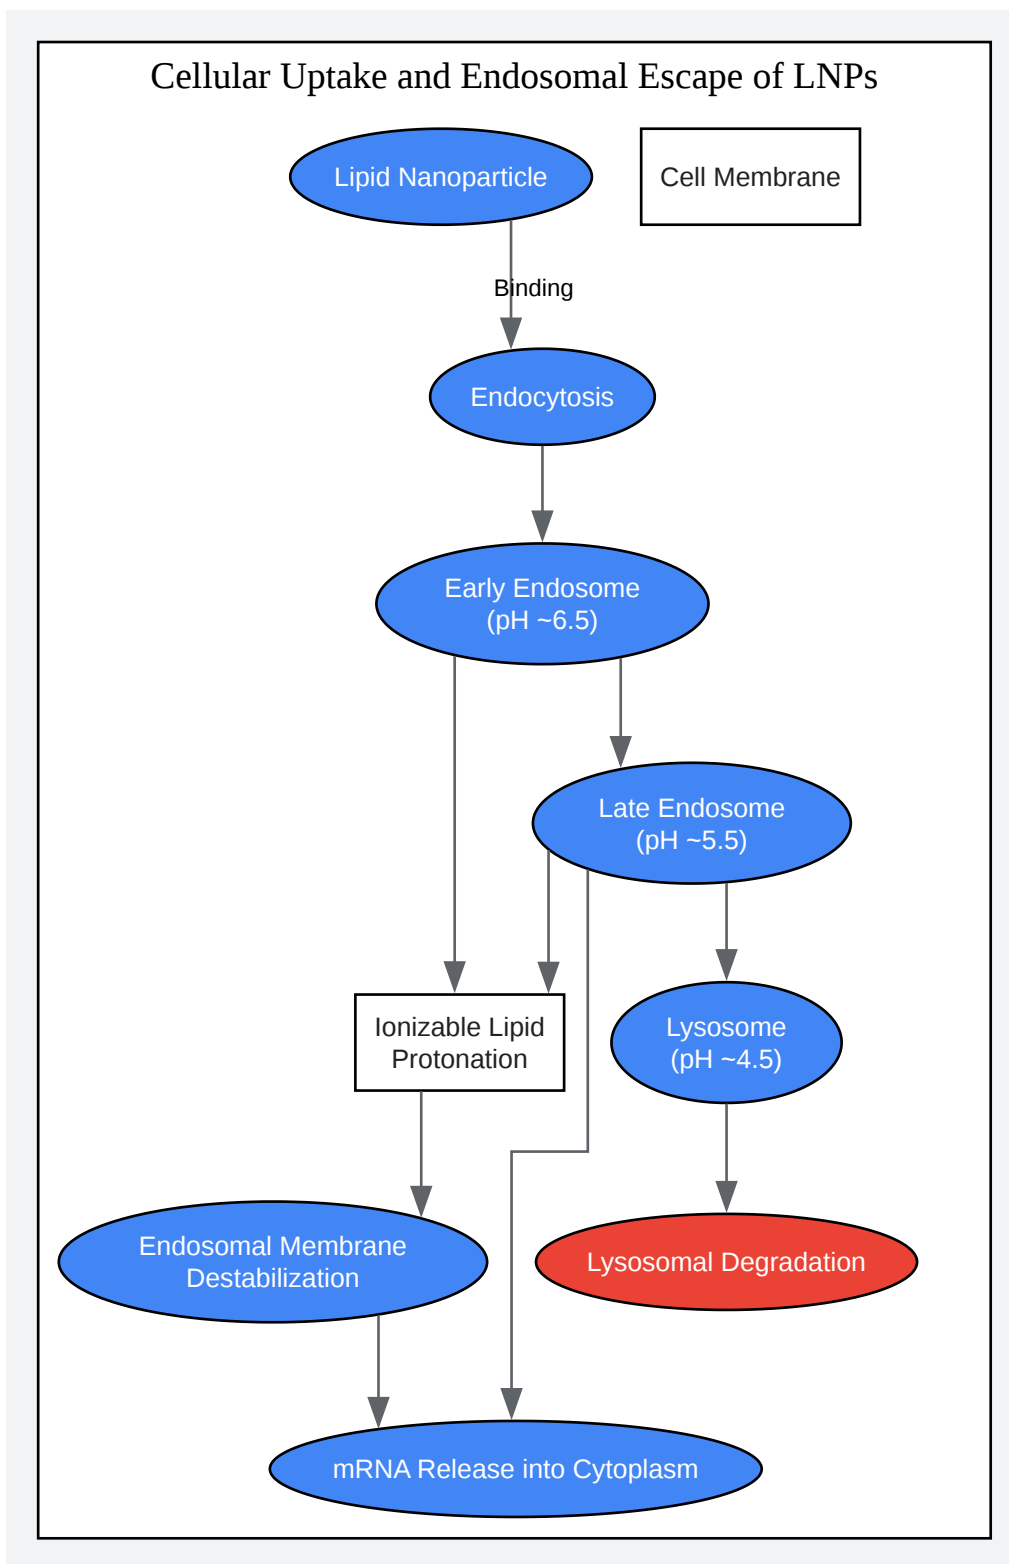 Cellular Uptake and Endosomal Escape of LNPs
Lipid Nanoparticle
Cell Membrane
Binding
Endocytosis
Early Endosome
(pH ~6.5)
Late Endosome
(pH ~5.5)
Ionizable Lipid
Protonation
Lysosome
(pH ~4.5)
Endosomal Membrane
Destabilization
Lysosomal Degradation
mRNA Release into Cytoplasm